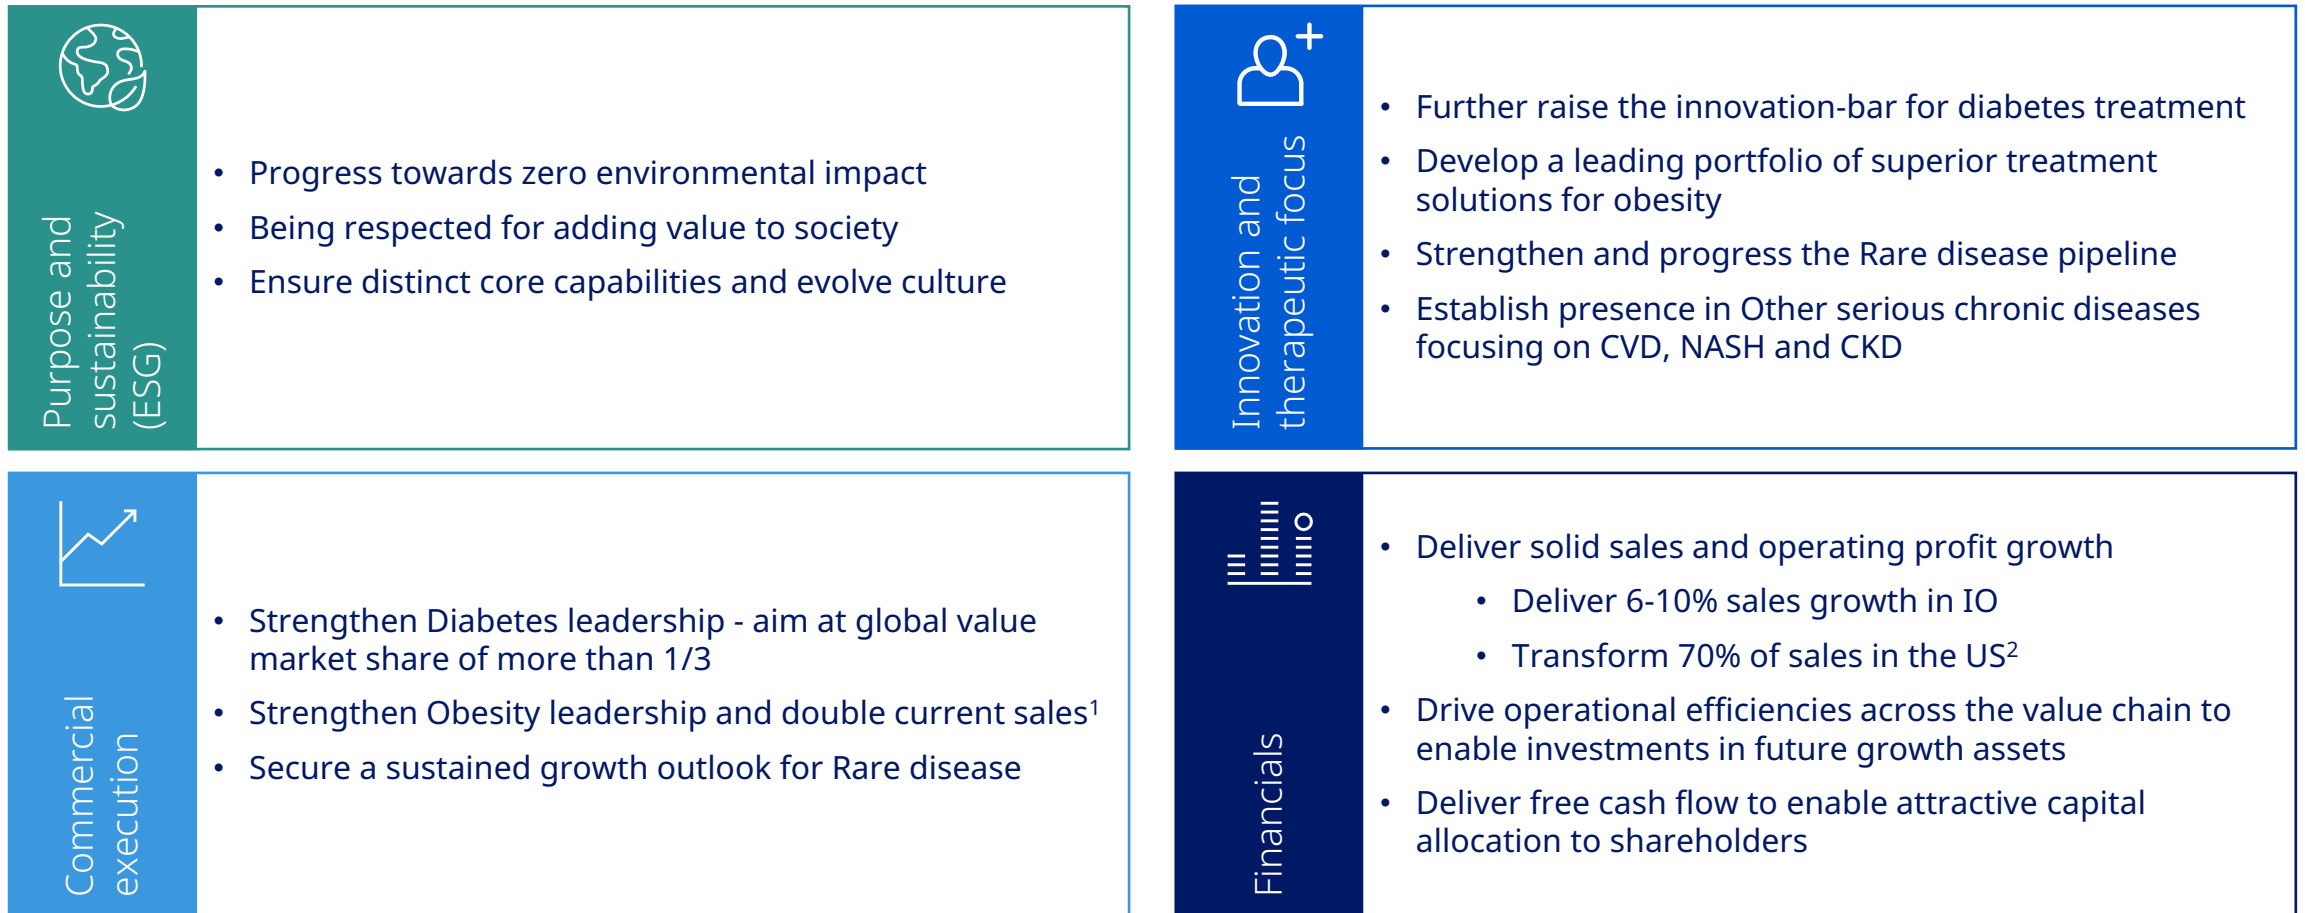 Purpose and
sustainability
(ESG)
• Progress towards zero environmental impact
• Being respected for adding value to society
• Ensure distinct core capabilities and evolve culture
Innovation and
therapeutic focus
• Further raise the innovation-bar for diabetes treatment
• Develop a leading portfolio of superior treatment
solutions for obesity
• Strengthen and progress the Rare disease pipeline
• Establish presence in Other serious chronic diseases
focusing on CVD, NASH and CKD
Commercial
execution
• Strengthen Diabetes leadership - aim at global value
market share of more than 1/3
• Strengthen Obesity leadership and double current sales¹
• Secure a sustained growth outlook for Rare disease
Financials
• Deliver solid sales and operating profit growth
• Deliver 6-10% sales growth in IO
• Transform 70% of sales in the US²
• Drive operational efficiencies across the value chain to
enable investments in future growth assets
• Deliver free cash flow to enable attractive capital
allocation to shareholders